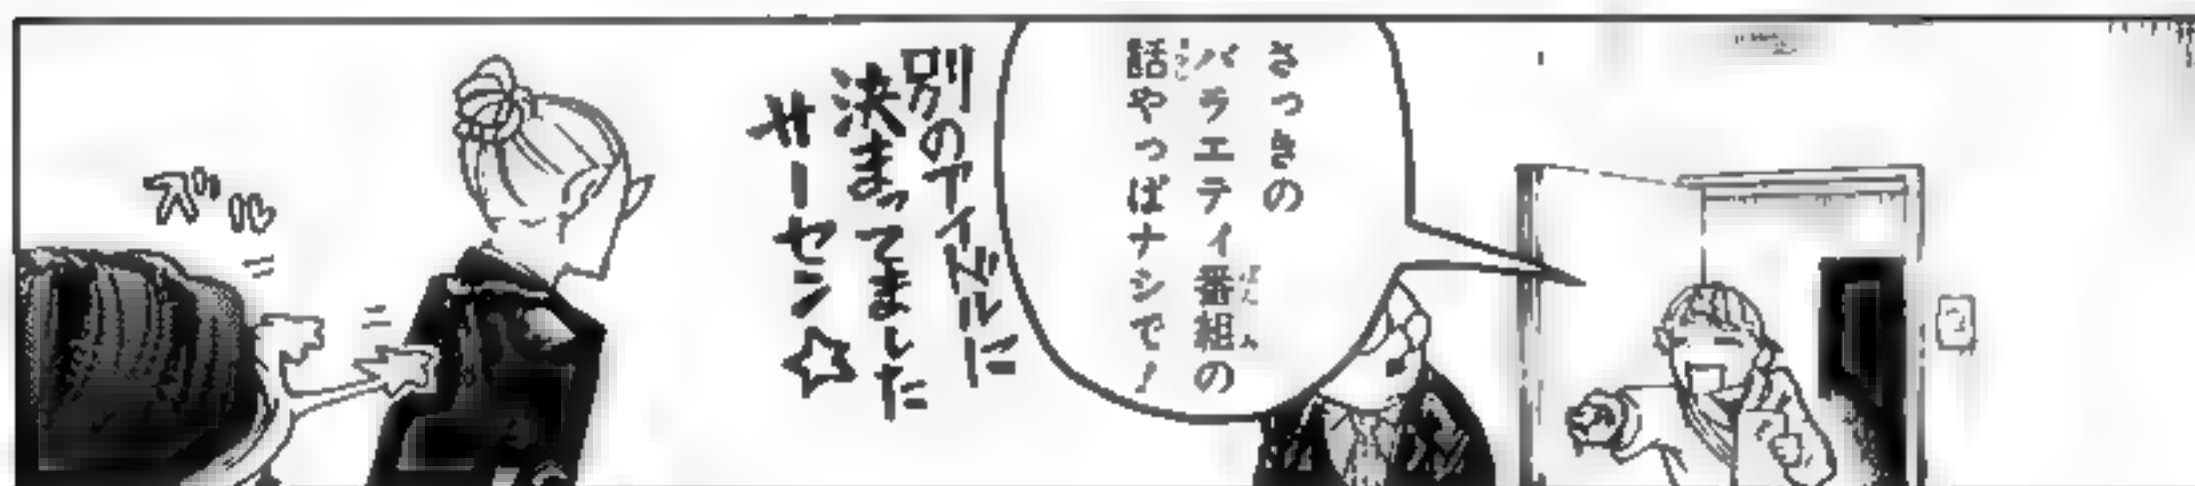 さっきの
バラエティ番組の
話やっぱナシで！
別のアイドルに
決まってました
サーセン☆
ズル